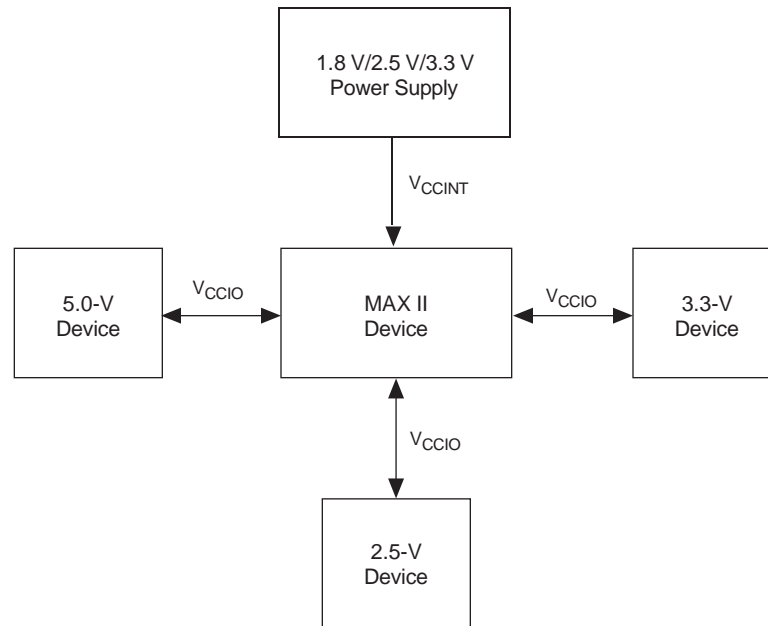 1.8 V/2.5 V/3.3 V
Power Supply
VCCINT
5.0-V
Device
VCCIO
MAX II
Device
VCCIO
3.3-V
Device
VCCIO
2.5-V
Device